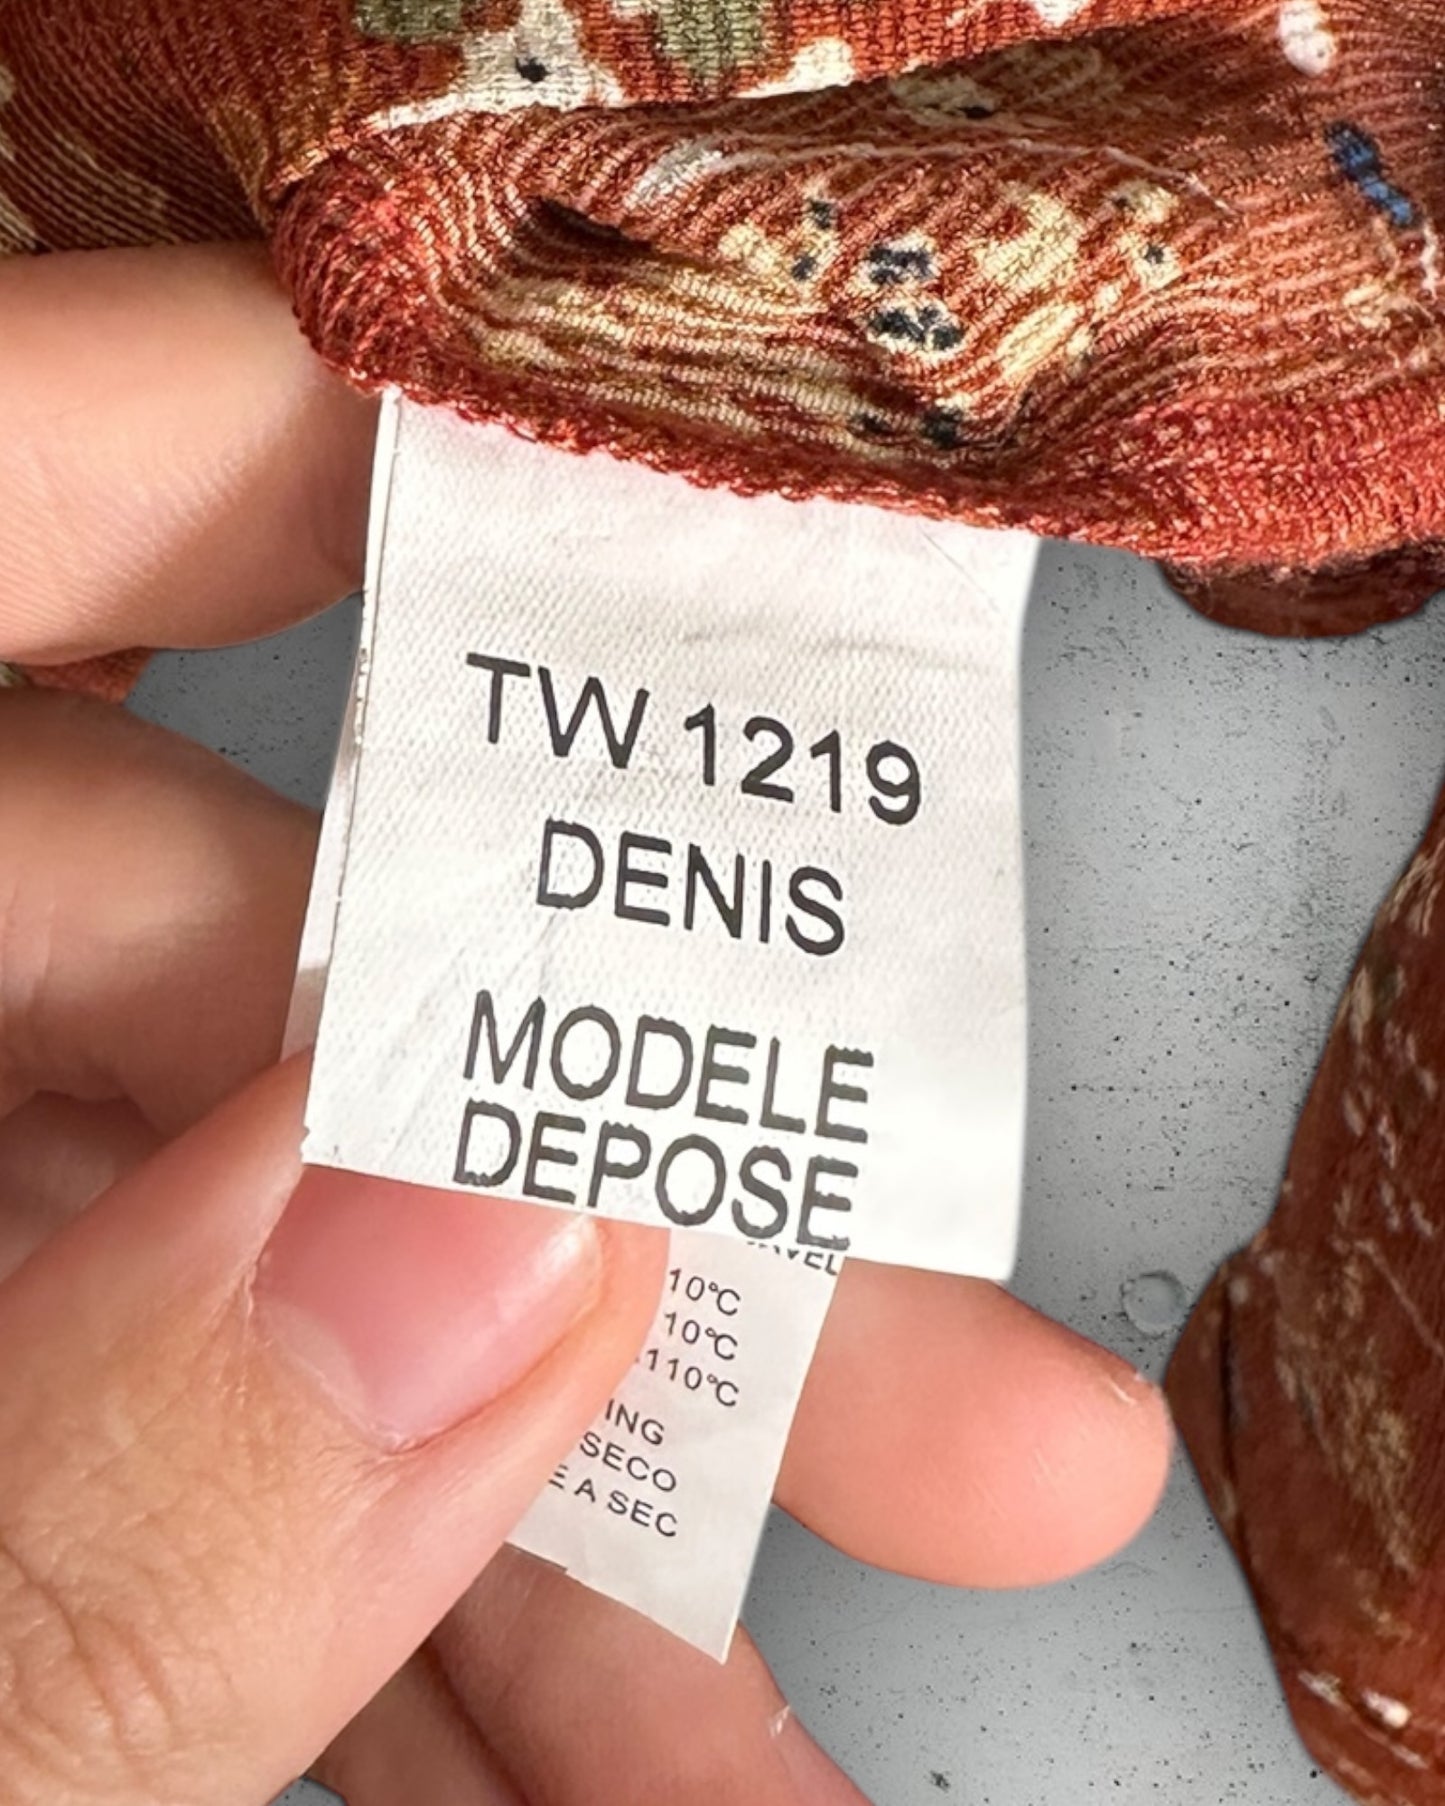 TW 1219
DENIS
MODELE
DEPOSE
10°C
10°C
110°C
ING
SECO
E A SEC